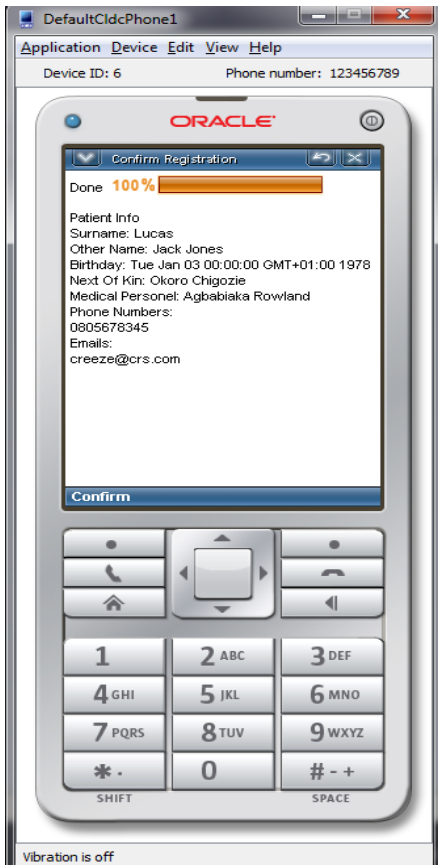 DefaultCldcPhone1
Application Device Edit View Help
Device ID: 6 Phone number: 123456789
ORACLE
Confirm Registration
Done 100%
Patient Info
Surname: Lucas
Other Name: Jack Jones
Birthday: Tue Jan 03 00:00:00 GMT+01:00 1978
Next Of Kin: Okoro Chigozie
Medical Personel: Agbabiaka Rowland
Phone Numbers:
0805678345
Emails:
creeze@crs.com
Confirm
1 2 ABC 3 DEF
4 GHI 5 JKL 6 MNO
7 PQRS 8 TUV 9 WXYZ
* . 0 # - +
SHIFT SPACE
Vibration is off